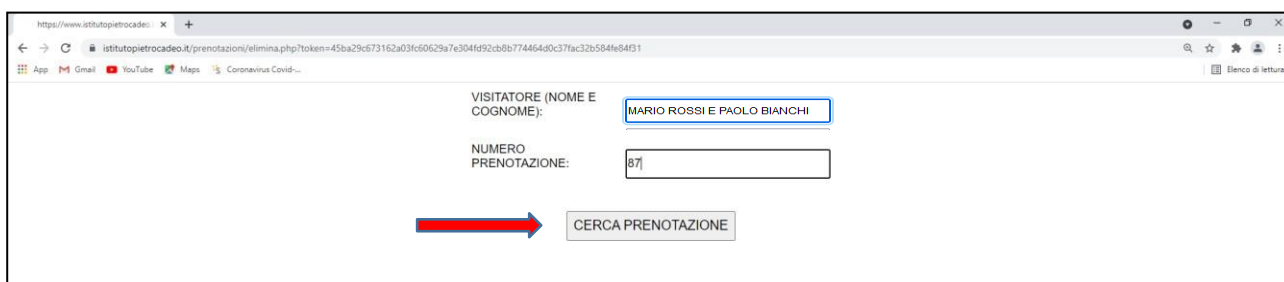 https://www.istitutopietrocadeo.i
istitutopietrocadeo.it/prenotazioni/elimina.php?token=45ba29c673162a03fc60629a7e304fd92cb8b774464d0c37fac32b584fe84f31
App Gmail YouTube Maps Coronavirus Covid-... Elenco di lettura
VISITATORE (NOME E
COGNOME):
MARIO ROSSI E PAOLO BIANCHI
NUMERO
PRENOTAZIONE:
87
CERCA PRENOTAZIONE